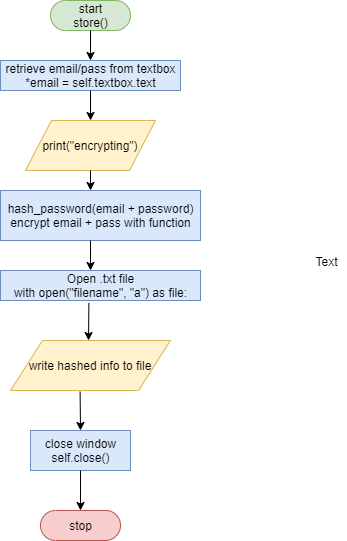 start
store()
retrieve email/pass from textbox
*email = self.textbox.text
print("encrypting")
hash_password(email + password)
encrypt email + pass with function
Text
Open .txt file
with open("filename", "a") as file:
write hashed info to file
close window
self.close()
stop